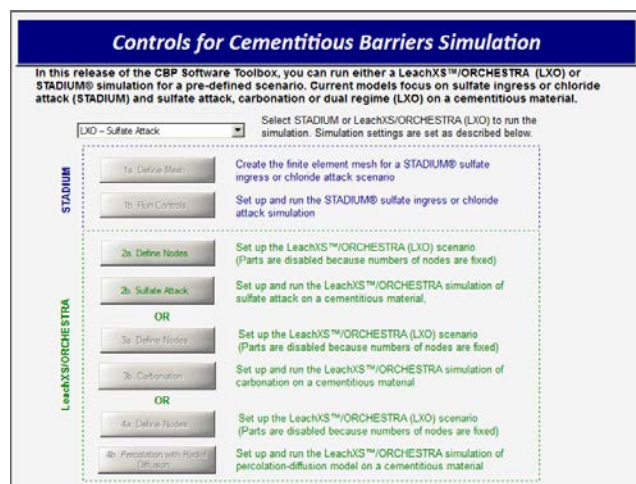 Controls for Cementitious Barriers Simulation
In this release of the CBP Software Toolbox, you can run either a LeachXS™/ORCHESTRA (LXO) or
STADIUM® simulation for a pre-defined scenario. Current models focus on sulfate ingress or chloride
attack (STADIUM) and sulfate attack, carbonation or dual regime (LXO) on a cementitious material.
LXO – Sulfate Attack
Select STADIUM or LeachXS/ORCHESTRA (LXO) to run the
simulation. Simulation settings are set as described below.
STADIUM
1a. Define Mesh
Create the finite element mesh for a STADIUM® sulfate
ingress or chloride attack scenario
1b. Run Controls
Set up and run the STADIUM® sulfate ingress or chloride
attack simulation
LeachXS/ORCHESTRA
2a. Define Nodes
Set up the LeachXS™/ORCHESTRA (LXO) scenario
(Parts are disabled because numbers of nodes are fixed)
2b. Sulfate Attack
Set up and run the LeachXS™/ORCHESTRA simulation of
sulfate attack on a cementitious material,
OR
3a. Define Nodes
Set up the LeachXS™/ORCHESTRA (LXO) scenario
(Parts are disabled because numbers of nodes are fixed)
3b. Carbonation
Set up and run the LeachXS™/ORCHESTRA simulation of
carbonation on a cementitious material
OR
4a. Define Nodes
Set up the LeachXS™/ORCHESTRA (LXO) scenario
(Parts are disabled because numbers of nodes are fixed)
4b. Percolation with Radial
Diffusion
Set up and run the LeachXS™/ORCHESTRA simulation of
percolation-diffusion model on a cementitious material